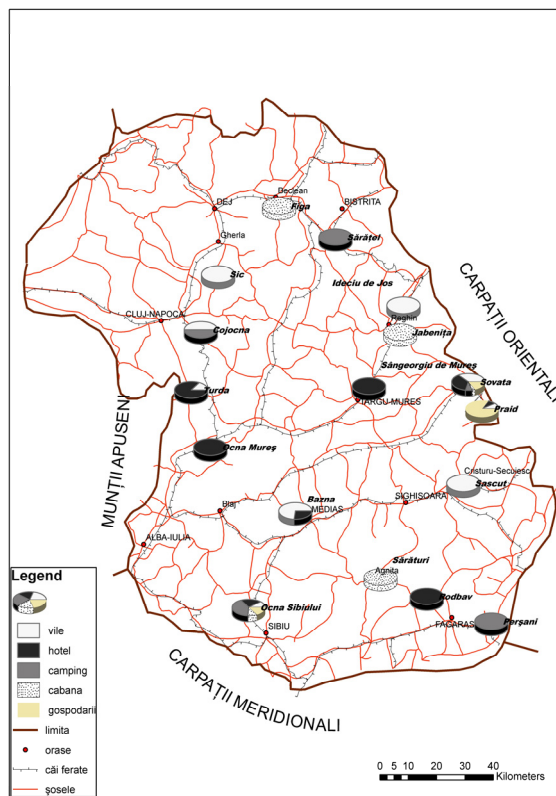 Beclean
DEJ
Figa
BISTRITA
Gherla
Sărățel
Sic
Ideciu de Jos
CLUJ-NAPOCA
Cojocna
Reghin
Jabenița
CARPAȚII ORIENTALI
Sângeorgiu de Mureș
Sovata
Turda
TARGU-MURES
Praid
MUNȚII APUSENI
Ocna Mureș
Cristuru-Secuiesc
Sascut
Bazna
MEDIAS
SIGHISOARA
Blaj
ALBA-IULIA
Sărături
Agnita
Rodbav
Ocna Sibiului
SIBIU
FAGARAS
Perșani
CARPAȚII MERIDIONALI
Legend
vile
hotel
camping
cabana
gospodarii
limita
orase
căi ferate
șosele
0 5 10 20 30 40
Kilometers